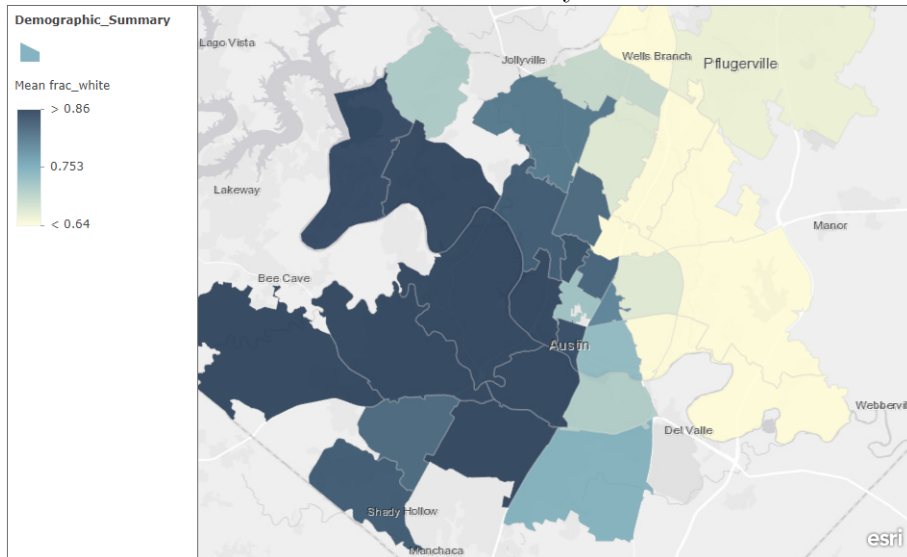 Demographic_Summary
Mean frac_white
> 0.86
0.753
< 0.64
Lago Vista
Jollyville
Wells Branch
Pflugerville
Lakeway
Manor
Bee Cave
Austin
Webbervil
Del Valle
Shady Hollow
Manchaca
esri